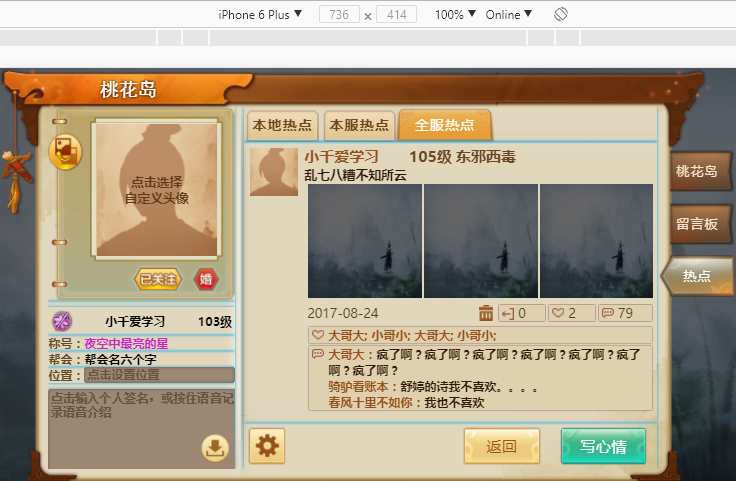 iPhone 6 Plus ▼ 736 × 414 100% ▼ Online ▼
桃花岛
本地热点 本服热点 全服热点
点击选择
自定义头像
已关注 婚
小千爱学习 103级
称号：夜空中最亮的星
帮会：帮会名六个字
位置：点击设置位置
点击输入个人签名，或按住语音记
录语音介绍
小千爱学习 105级 东邪西毒
乱七八糟不知所云
2017-08-24 0 2 79
大哥大; 小哥小; 大哥大; 小哥小;
大哥大：疯了啊？疯了啊？疯了啊？疯了啊？疯了啊？疯了
啊？疯了啊？
骑驴看账本：舒婷的诗我不喜欢。。。。
春风十里不如你：我也不喜欢
返回 写心情
桃花岛
留言板
热点